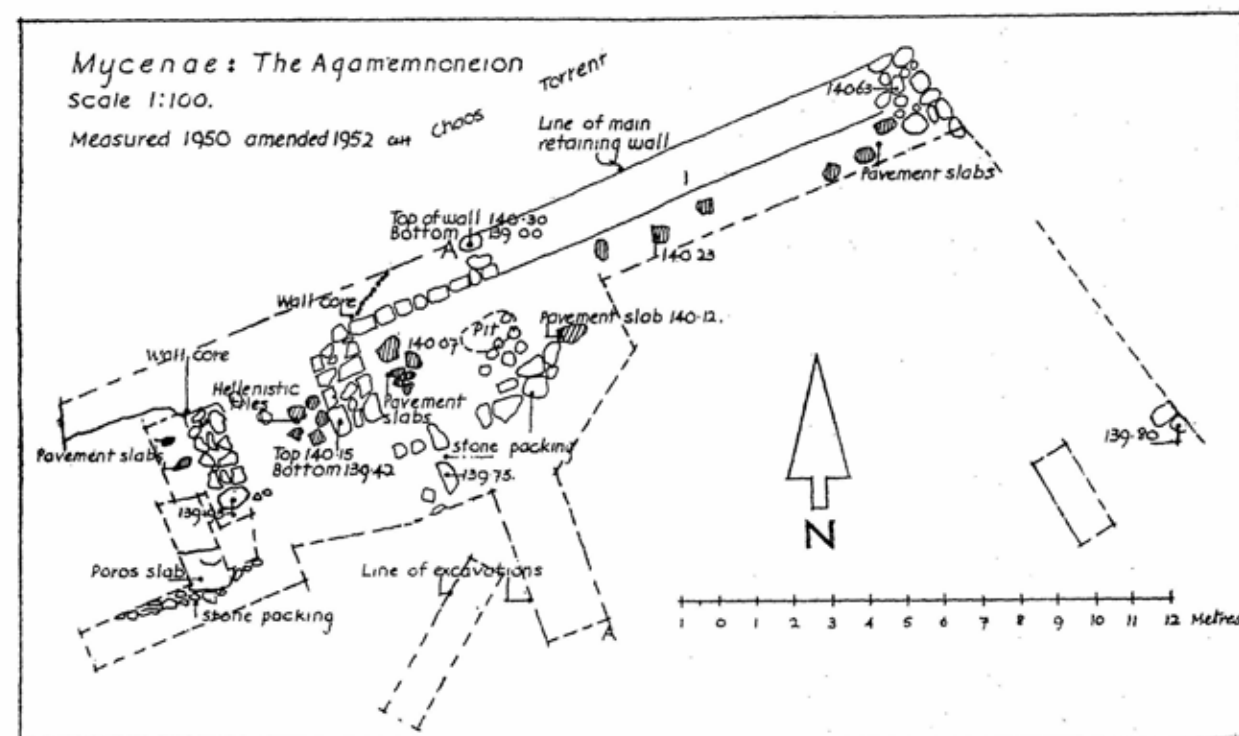 Mycenae: The Agamemnoneion
Scale 1:100.
Measured 1950 amended 1952
Chaos Torrent
Line of main
retaining wall
1
14063
Pavement slabs
Top of wall 140·30
Bottom 139 00
A
140 23
Wall core
Pit
Pavement slab 140·12.
140 07
Wall core
Hellenistic
tiles
Pavement
slabs
Pavement slabs
Top 140·15
Bottom 139·42
stone packing
139·75.
139·80
N
Poros slab
Line of excavations
stone packing
A
1 0 1 2 3 4 5 6 7 8 9 10 11 12 Metres